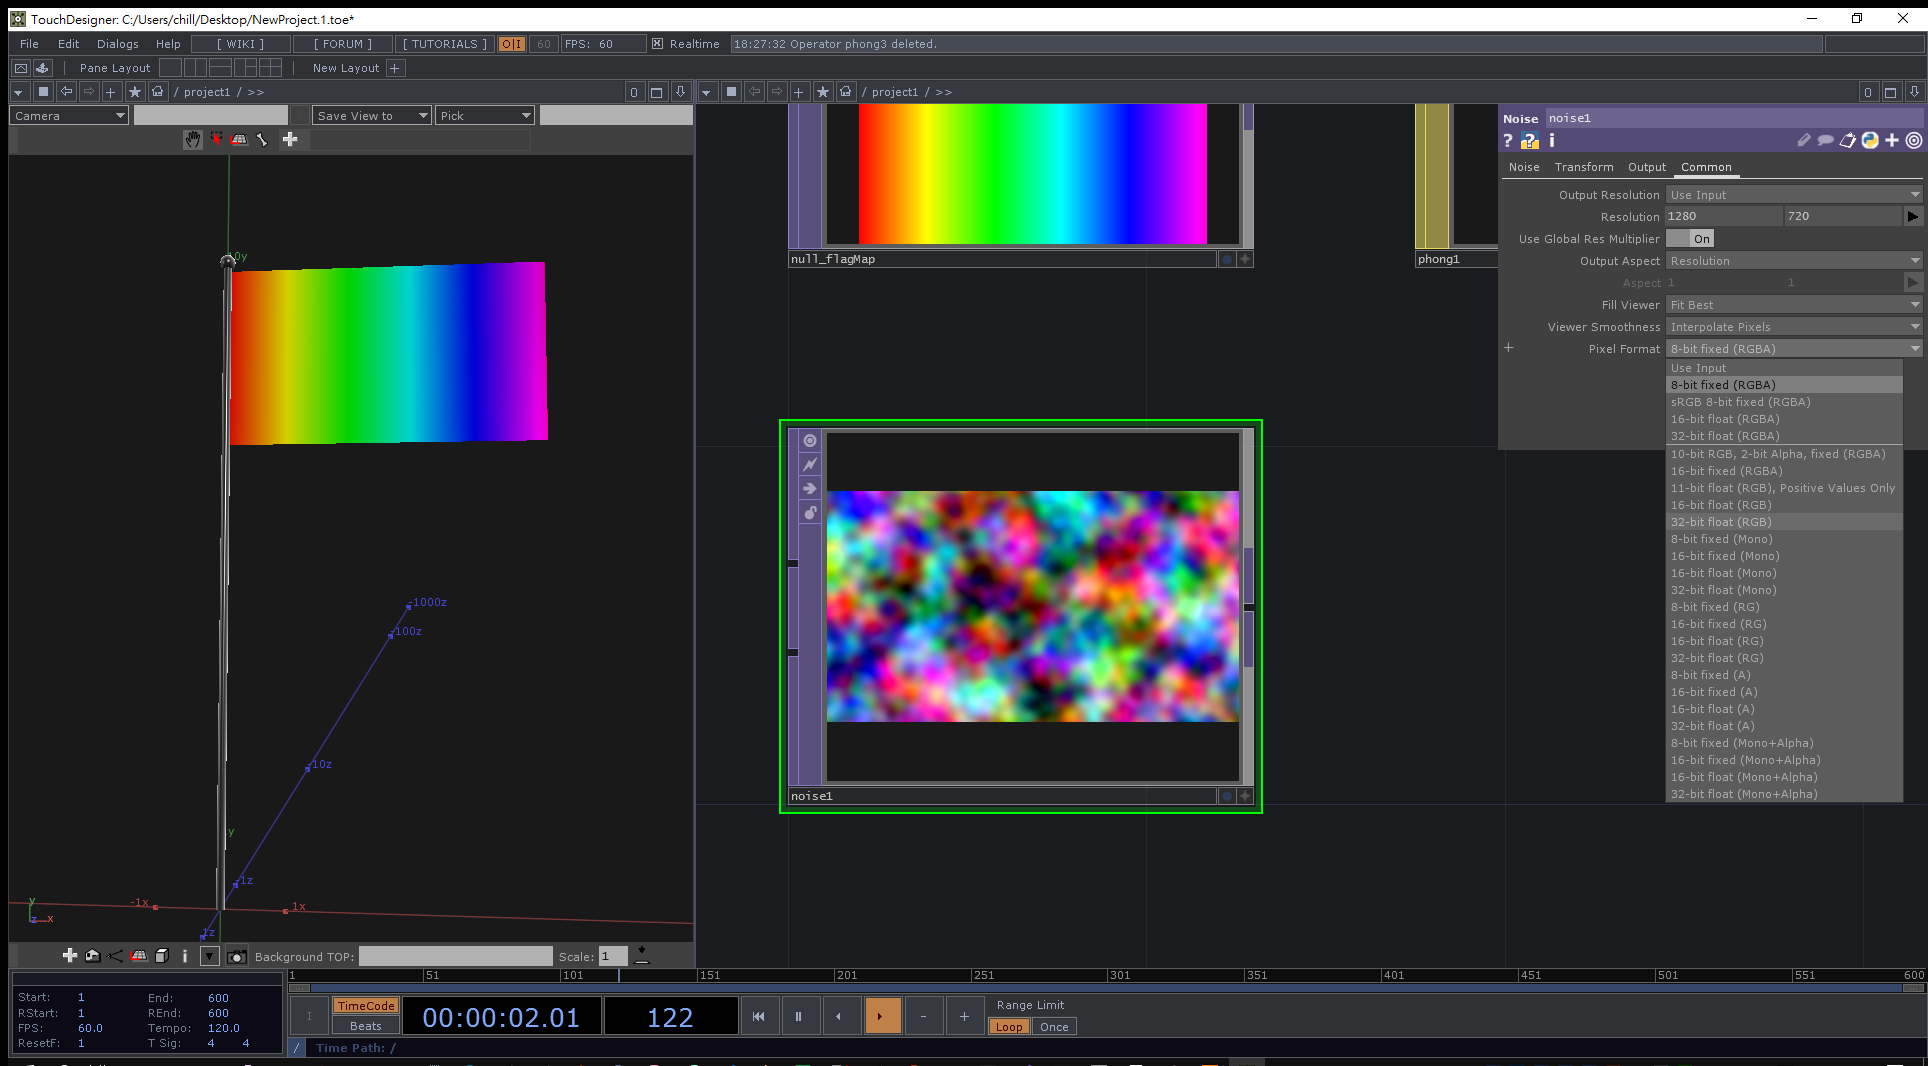 TouchDesigner: C:/Users/chill/Desktop/NewProject.1.toe*
File Edit Dialogs Help [ WIKI ] [ FORUM ] [ TUTORIALS ] O|I 60 FPS: 60 Realtime 18:27:32 Operator phong3 deleted.
Pane Layout New Layout +
/ project1 / >> 0
/ project1 / >> 0
Camera Save View to Pick
10y
y
-1000z
-100z
-10z
-1z
-1x
1x
1z
y
z x
Background TOP: Scale: 1
null_flagMap
phong1
noise1
Noise noise1
? ? i
Noise Transform Output Common
Output Resolution Use Input
Resolution 1280 720
Use Global Res Multiplier On
Output Aspect Resolution
Aspect 1 1
Fill Viewer Fit Best
Viewer Smoothness Interpolate Pixels
+ Pixel Format 8-bit fixed (RGBA)
Use Input
8-bit fixed (RGBA)
sRGB 8-bit fixed (RGBA)
16-bit float (RGBA)
32-bit float (RGBA)
10-bit RGB, 2-bit Alpha, fixed (RGBA)
16-bit fixed (RGBA)
11-bit float (RGB), Positive Values Only
16-bit float (RGB)
32-bit float (RGB)
8-bit fixed (Mono)
16-bit fixed (Mono)
16-bit float (Mono)
32-bit float (Mono)
8-bit fixed (RG)
16-bit fixed (RG)
16-bit float (RG)
32-bit float (RG)
8-bit fixed (A)
16-bit fixed (A)
16-bit float (A)
32-bit float (A)
8-bit fixed (Mono+Alpha)
16-bit fixed (Mono+Alpha)
16-bit float (Mono+Alpha)
32-bit float (Mono+Alpha)
1 51 101 151 201 251 301 351 401 451 501 551 600
Start: 1 End: 600
RStart: 1 REnd: 600
FPS: 60.0 Tempo: 120.0
ResetF: 1 T Sig: 4 4
TimeCode
Beats
00:00:02.01 122
- +
Range Limit
Loop Once
/ Time Path: /